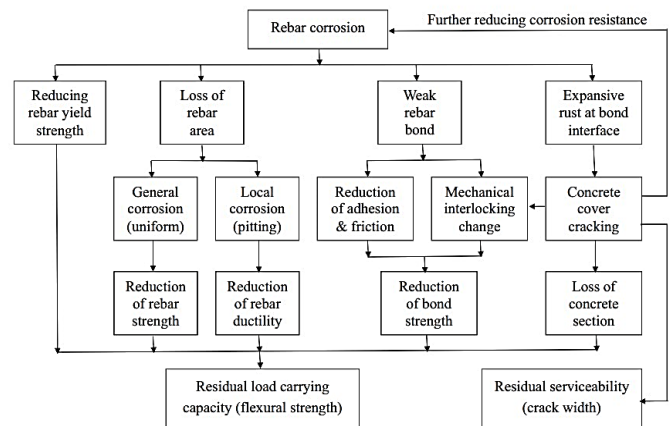 Rebar corrosion
Further reducing corrosion resistance
Reducing
rebar yield
strength
Loss of
rebar
area
Weak
rebar
bond
Expansive
rust at bond
interface
General
corrosion
(uniform)
Local
corrosion
(pitting)
Reduction
of adhesion
& friction
Mechanical
interlocking
change
Concrete
cover
cracking
Reduction
of rebar
strength
Reduction
of rebar
ductility
Reduction
of bond
strength
Loss of
concrete
section
Residual load carrying
capacity (flexural strength)
Residual serviceability
(crack width)